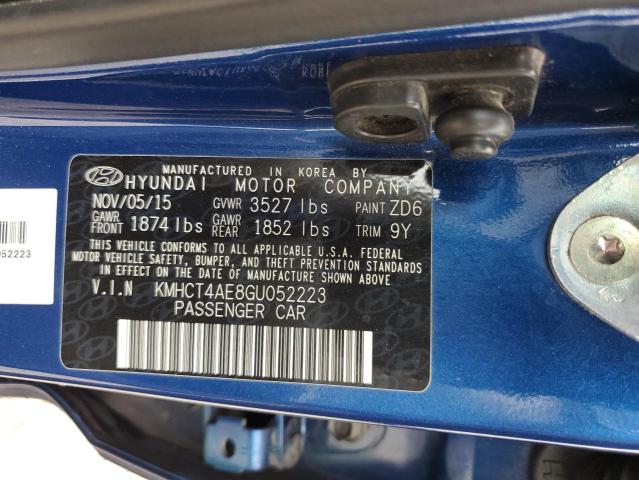 MANUFACTURED IN KOREA BY
HYUNDAI MOTOR COMPANY
NOV/05/15 GVWR 3527 lbs PAINT ZD6
GAWR FRONT 1874 lbs GAWR REAR 1852 lbs TRIM 9Y
THIS VEHICLE CONFORMS TO ALL APPLICABLE U.S.A. FEDERAL
MOTOR VEHICLE SAFETY, BUMPER, AND THEFT PREVENTION STANDARDS
IN EFFECT ON THE DATE OF MANUFACTURE SHOWN ABOVE.
V.I.N KMHCT4AE8GU052223
PASSENGER CAR
052223